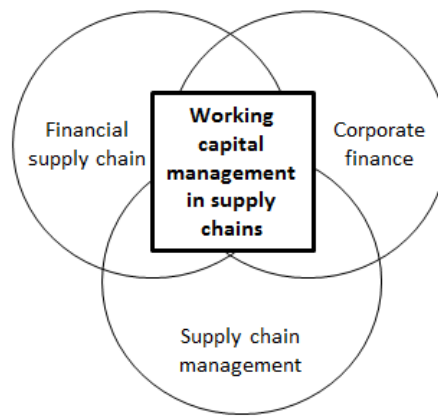 Financial
supply chain
Working
capital
management
in supply
chains
Corporate
finance
Supply chain
management